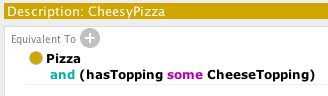 Description: CheesyPizza
Equivalent To
Pizza
and (hasTopping some CheeseTopping)